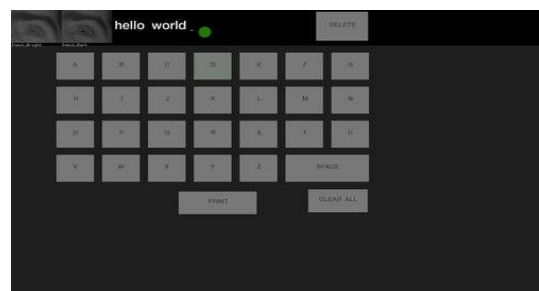 hello world_ DELETE
A B C D E F G
H I J K L M N
O P Q R S T U
V W X Y Z SPACE
PRINT CLEAR ALL